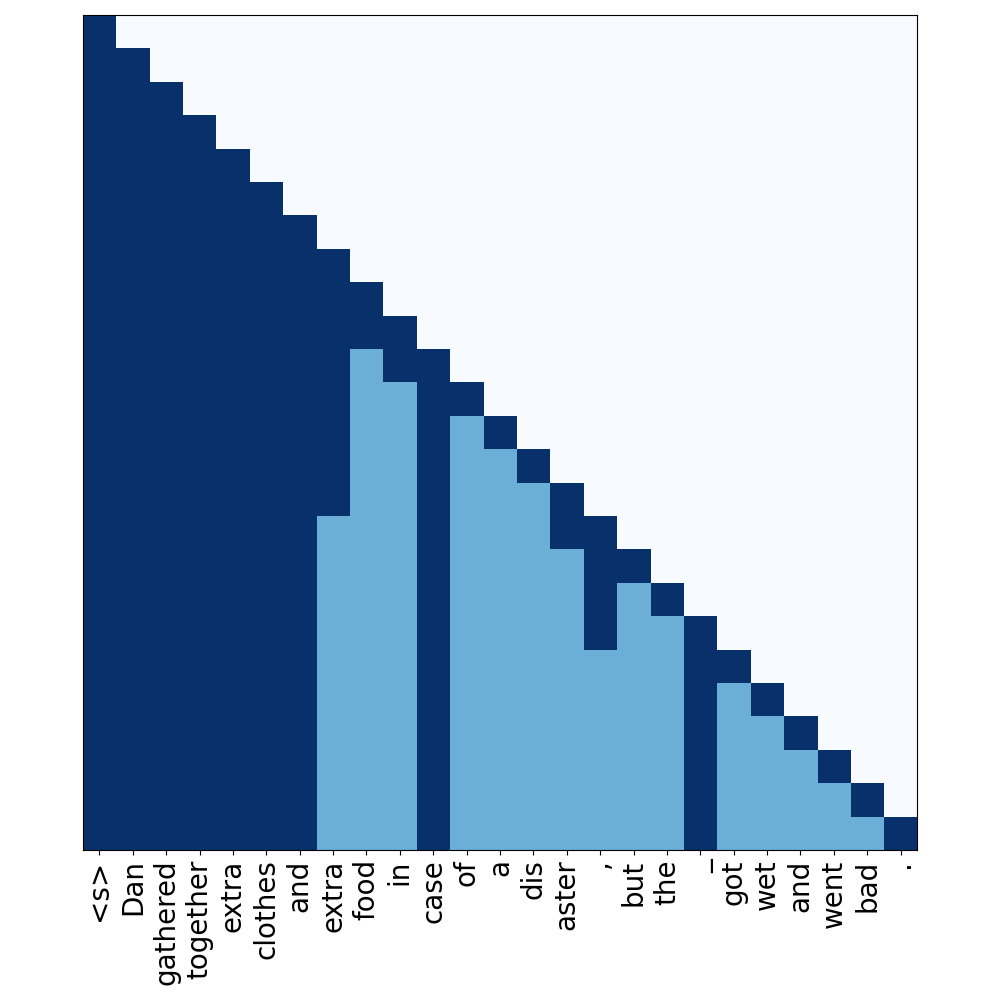 <s>
Dan
gathered
together
extra
clothes
and
extra
food
in
case
of
a
dis
aster
,
but
the
_
got
wet
and
went
bad
.